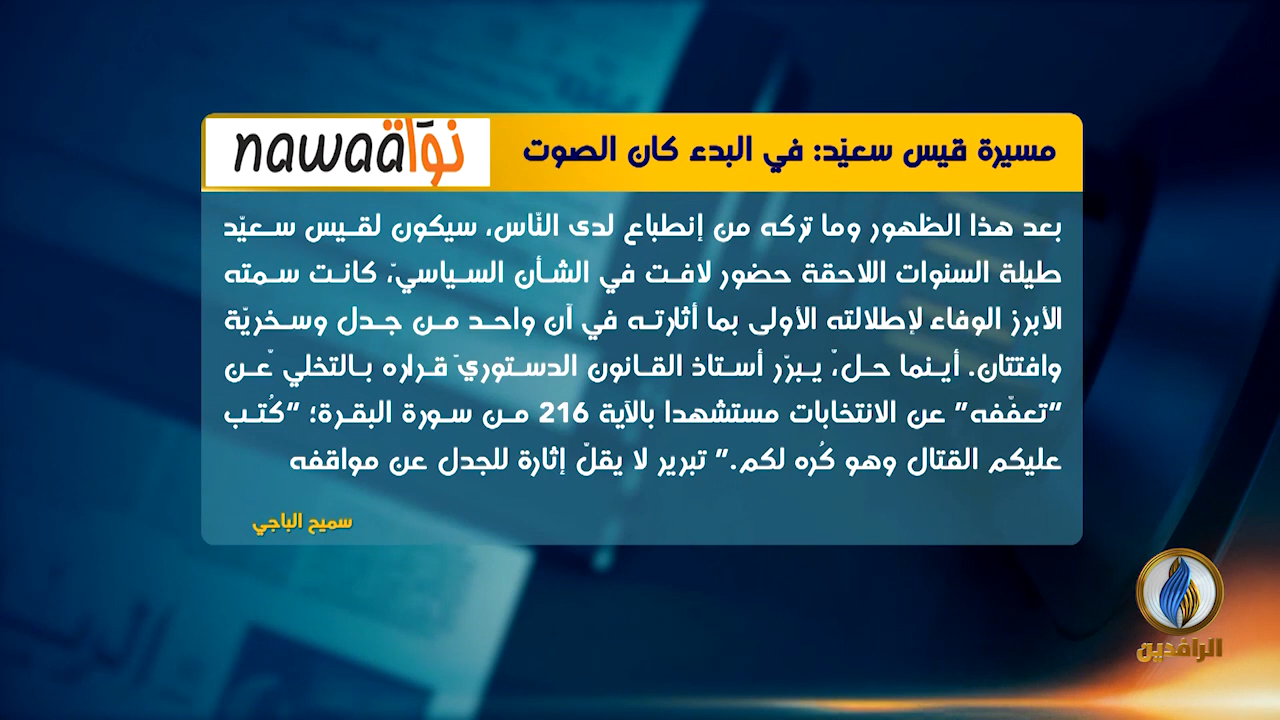 مسيرة قيس سعيّد: في البدء كان الصوت
nawaaة نوّاة
بعد هذا الظهور وما تركه من إنطباع لدى النّاس، سيكون لقيس سعيّد
طيلة السنوات اللاحقة حضور لافت في الشأن السياسيّ، كانت سمته
الأبرز الوفاء لإطلالته الأولى بما أثارته في آن واحد من جدل وسخريّة
وافتتان. أينما حلّ، يبرّر أستاذ القانون الدستوريّ قراره بالتخلي عّن
“تعفّفه” عن الانتخابات مستشهدا بالآية 216 من سورة البقرة؛ “كُتب
عليكم القتال وهو كُره لكم.” تبرير لا يقلّ إثارة للجدل عن مواقفه
سميح الباجي
الرافدين